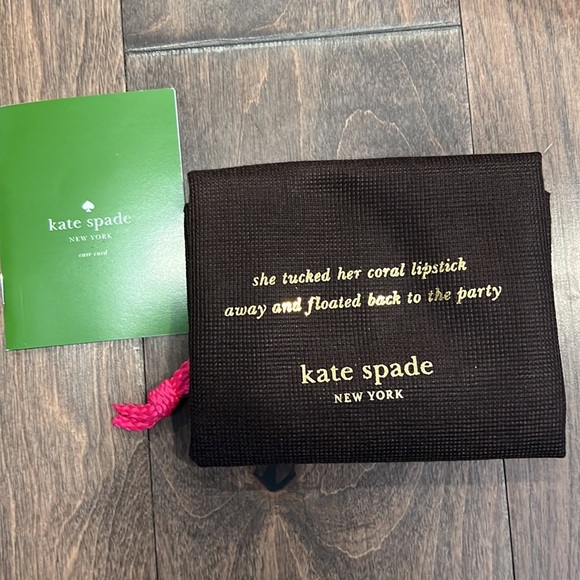 kate spade
NEW YORK
care card
she tucked her coral lipstick
away and floated back to the party
kate spade
NEW YORK